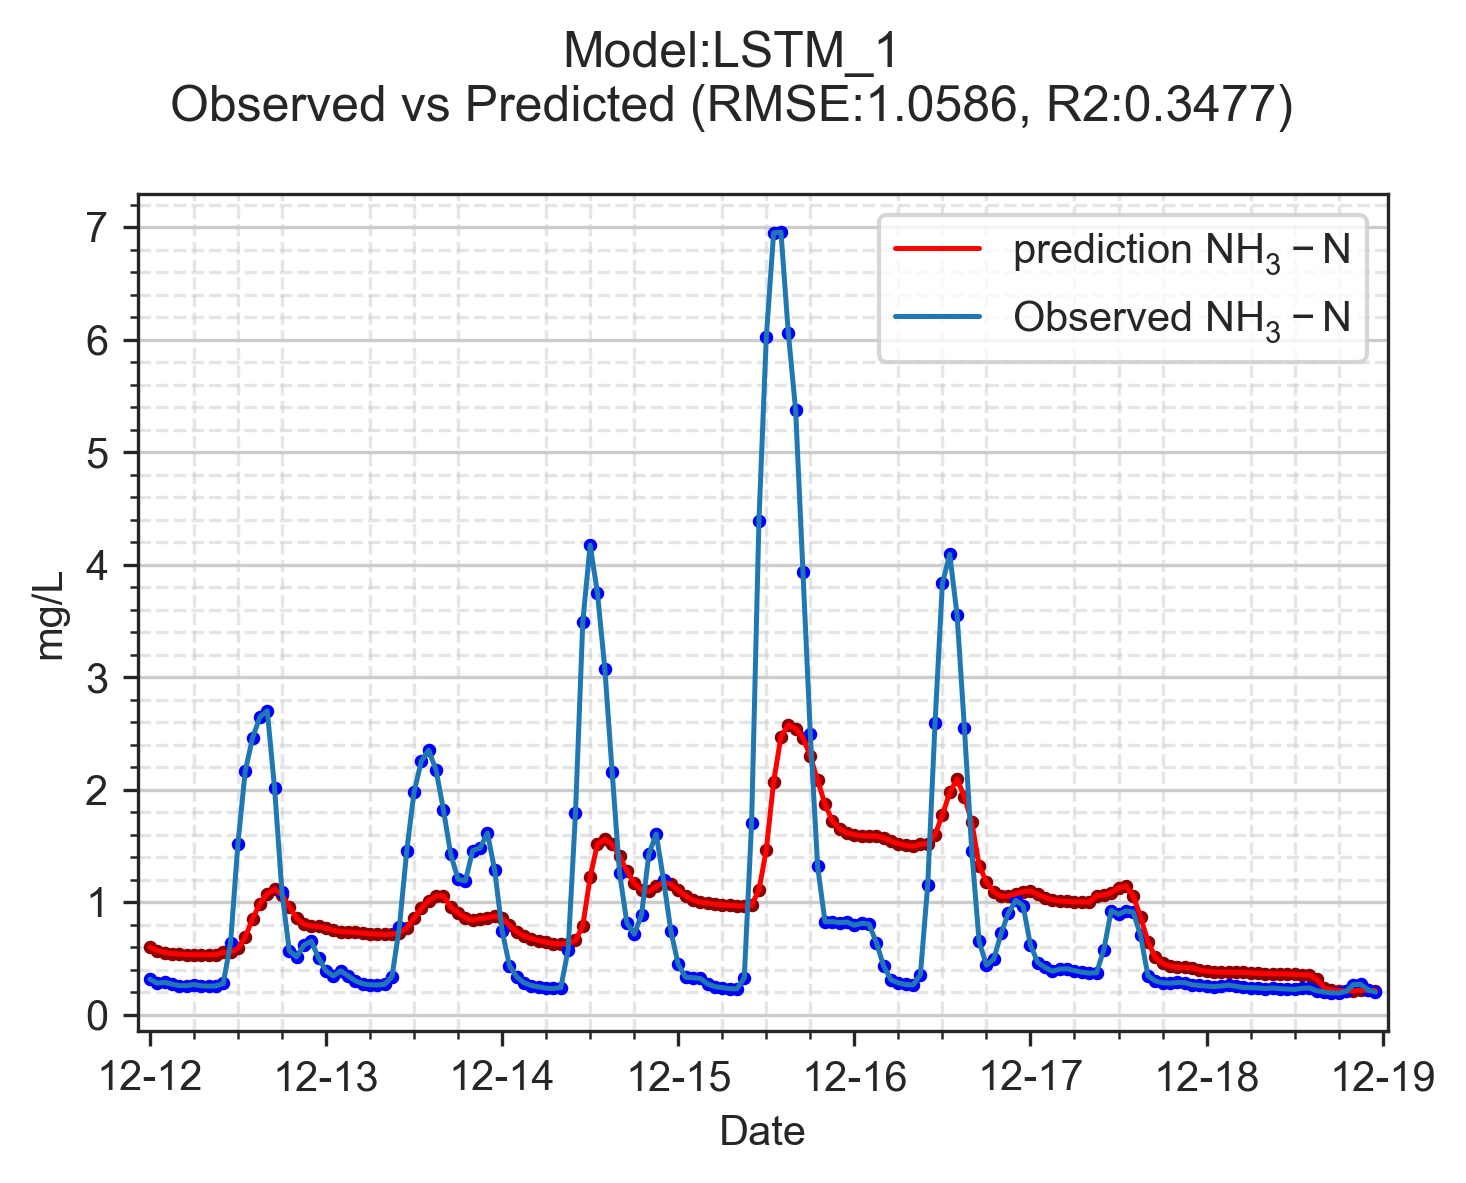 Model:LSTM_1
Observed vs Predicted (RMSE:1.0586, R2:0.3477)
prediction NH₃ − N
Observed NH₃ − N
7
6
5
4
3
2
1
0
mg/L
12-12 12-13 12-14 12-15 12-16 12-17 12-18 12-19
Date